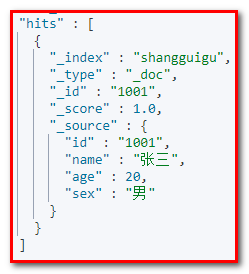 "hits" : [
{
"_index" : "shangguigu",
"_type" : "_doc",
"_id" : "1001",
"_score" : 1.0,
"_source" : {
"id" : "1001",
"name" : "张三",
"age" : 20,
"sex" : "男"
}
}
]